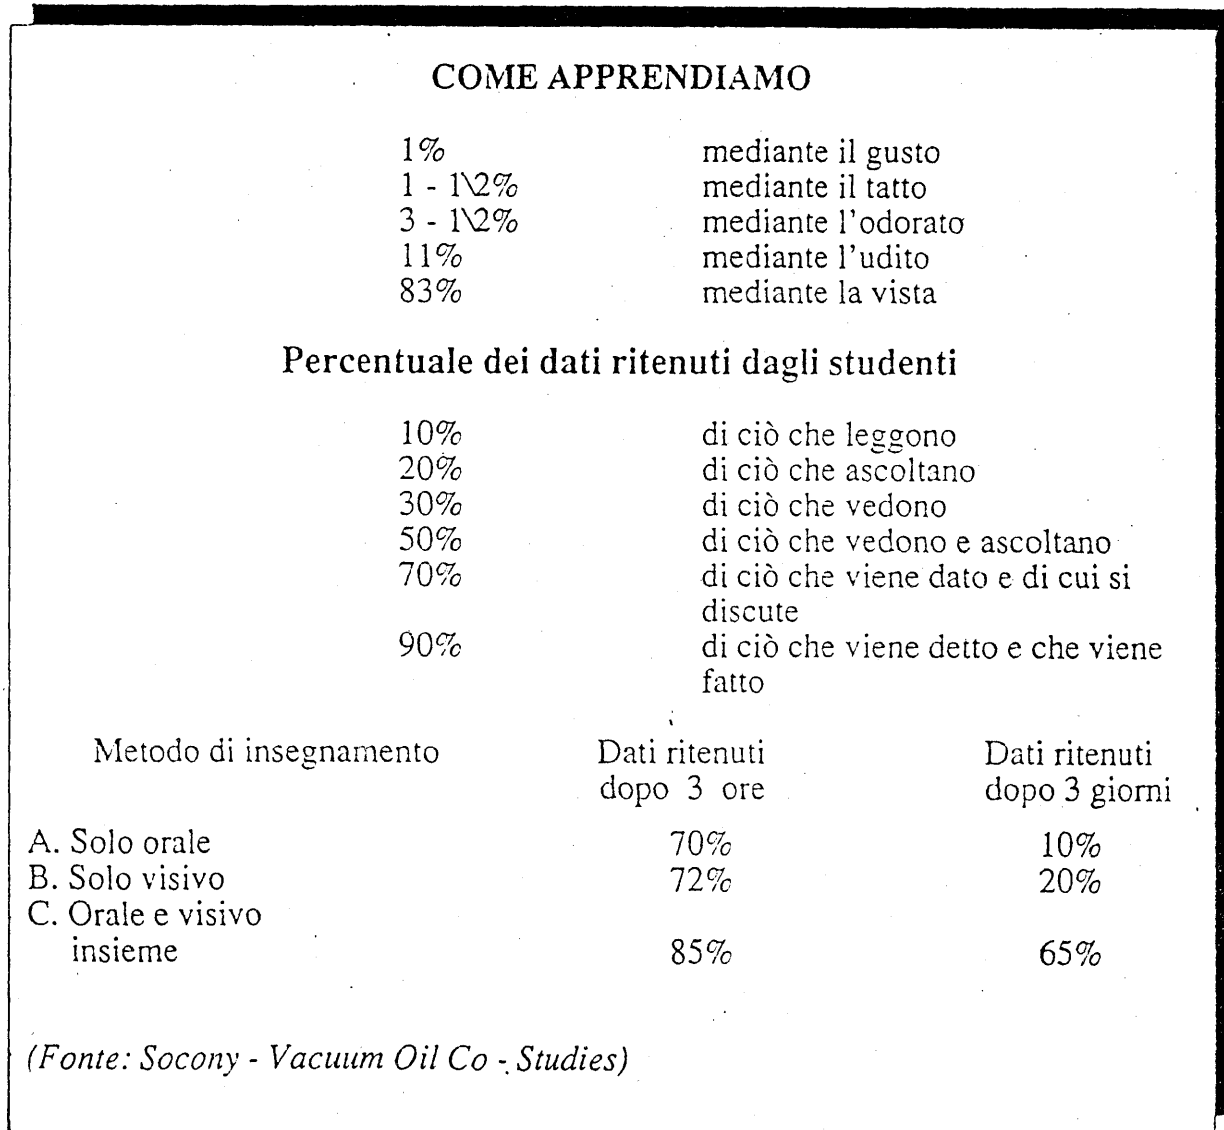 COME APPRENDIAMO
1% mediante il gusto
1 - 1\2% mediante il tatto
3 - 1\2% mediante l'odorato
11% mediante l'udito
83% mediante la vista
Percentuale dei dati ritenuti dagli studenti
10% di ciò che leggono
20% di ciò che ascoltano
30% di ciò che vedono
50% di ciò che vedono e ascoltano
70% di ciò che viene dato e di cui si
discute
90% di ciò che viene detto e che viene
fatto
Metodo di insegnamento Dati ritenuti Dati ritenuti
dopo 3 ore dopo 3 giorni
A. Solo orale 70% 10%
B. Solo visivo 72% 20%
C. Orale e visivo
insieme 85% 65%
(Fonte: Socony - Vacuum Oil Co - Studies)